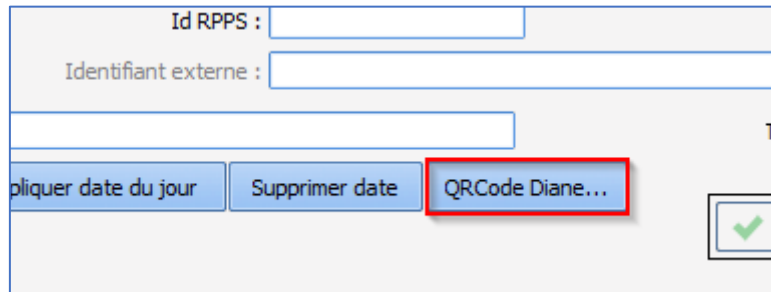 Id RPPS :
Identifiant externe :
pliquer date du jour Supprimer date QRCode Diane...